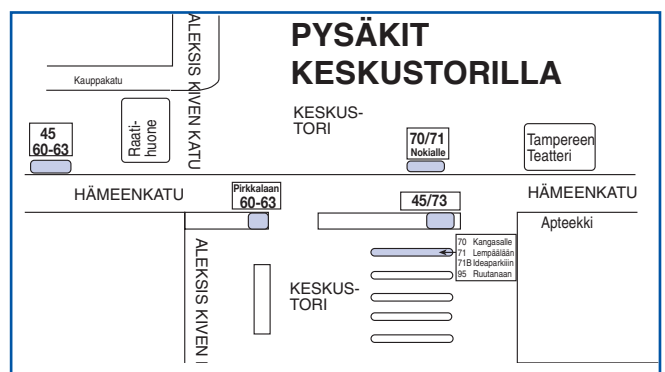 PYSÄKIT
KESKUSTORILLA
ALEKSIS KIVEN KATU
Kauppakatu
Raati-
huone
KESKUS-
TORI
45
60-63
70/71
Nokialle
Tampereen
Teatteri
HÄMEENKATU
Pirkkalaan
60-63
45/73
HÄMEENKATU
Apteekki
ALEKSIS KIVEN I
KESKUS-
TORI
70 Kangasalle
71 Lempäälään
71B Ideaparkiin
95 Ruutanaan